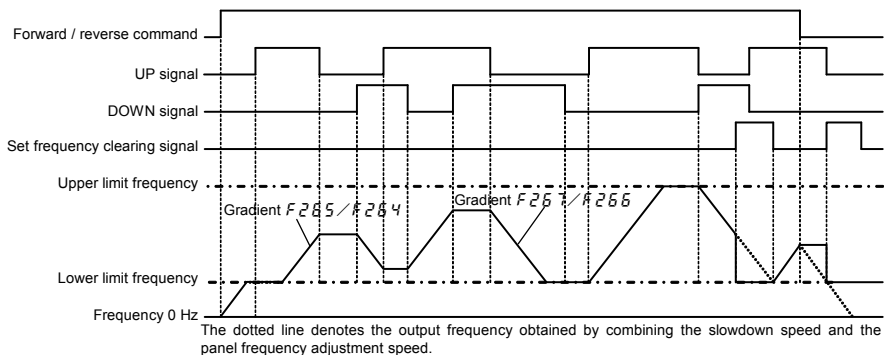 Forward / reverse command
UP signal
DOWN signal
Set frequency clearing signal
Upper limit frequency
Gradient F265/F264
Gradient F267/F266
Lower limit frequency
Frequency 0 Hz
The dotted line denotes the output frequency obtained by combining the slowdown speed and the
panel frequency adjustment speed.